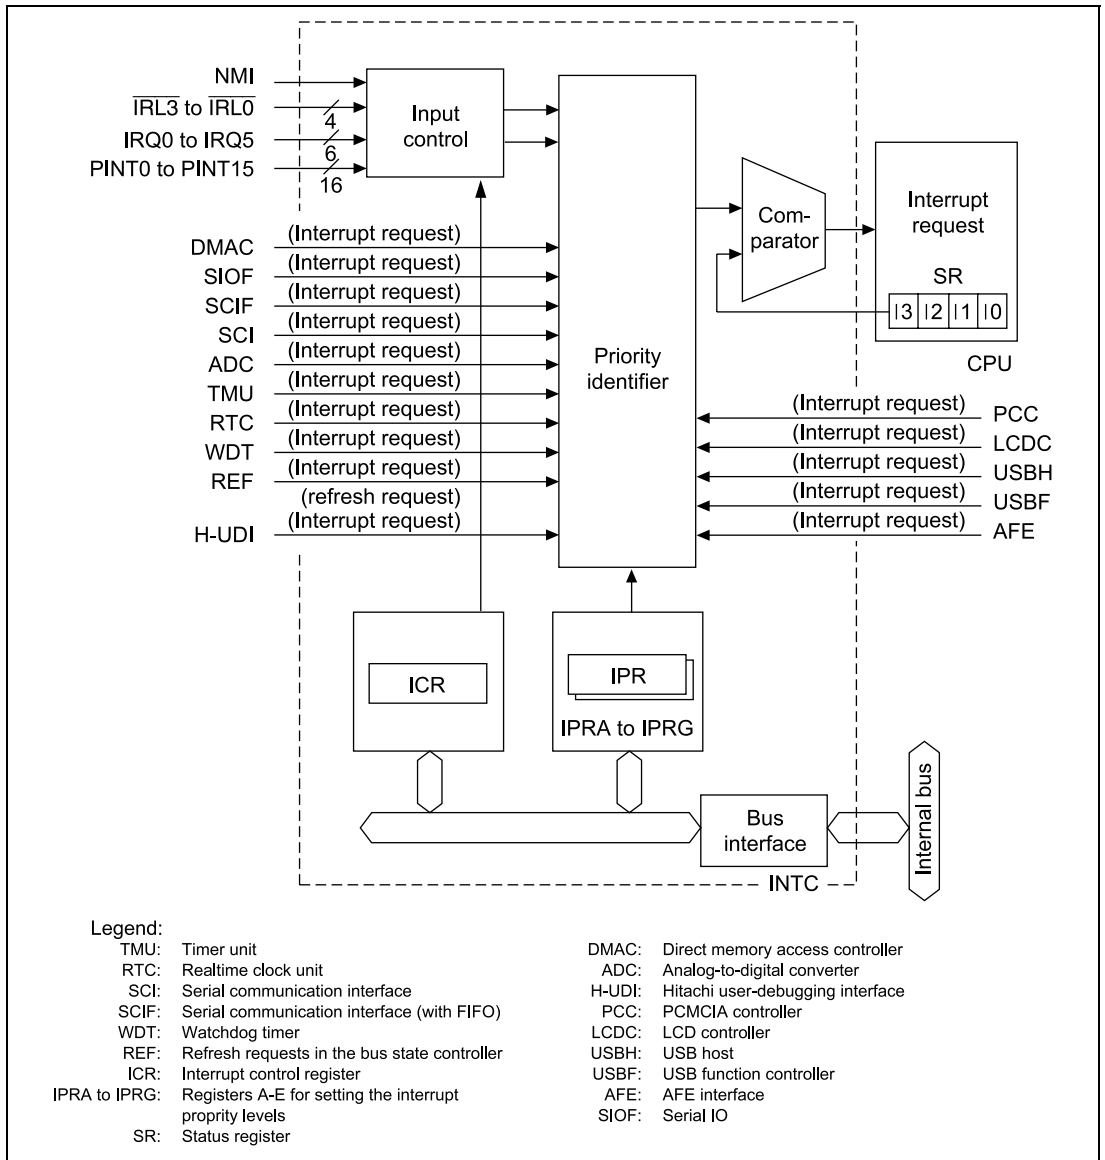 NMI
IRL3 to IRL0
4
IRQ0 to IRQ5
6
PINT0 to PINT15
16
Input
control
DMAC
(Interrupt request)
SIOF
(Interrupt request)
SCIF
(Interrupt request)
SCI
(Interrupt request)
ADC
(Interrupt request)
TMU
(Interrupt request)
RTC
(Interrupt request)
WDT
(Interrupt request)
REF
(Interrupt request)
(refresh request)
H-UDI
(Interrupt request)
Priority
identifier
Com-
parator
Interrupt
request
SR
I3 I2 I1 I0
CPU
(Interrupt request)
PCC
(Interrupt request)
LCDC
(Interrupt request)
USBH
(Interrupt request)
USBF
(Interrupt request)
AFE
ICR
IPR
IPRA to IPRG
Bus
interface
Internal bus
INTC
Legend:
TMU: Timer unit
RTC: Realtime clock unit
SCI: Serial communication interface
SCIF: Serial communication interface (with FIFO)
WDT: Watchdog timer
REF: Refresh requests in the bus state controller
ICR: Interrupt control register
IPRA to IPRG: Registers A-E for setting the interrupt
proprity levels
SR: Status register
DMAC: Direct memory access controller
ADC: Analog-to-digital converter
H-UDI: Hitachi user-debugging interface
PCC: PCMCIA controller
LCDC: LCD controller
USBH: USB host
USBF: USB function controller
AFE: AFE interface
SIOF: Serial IO